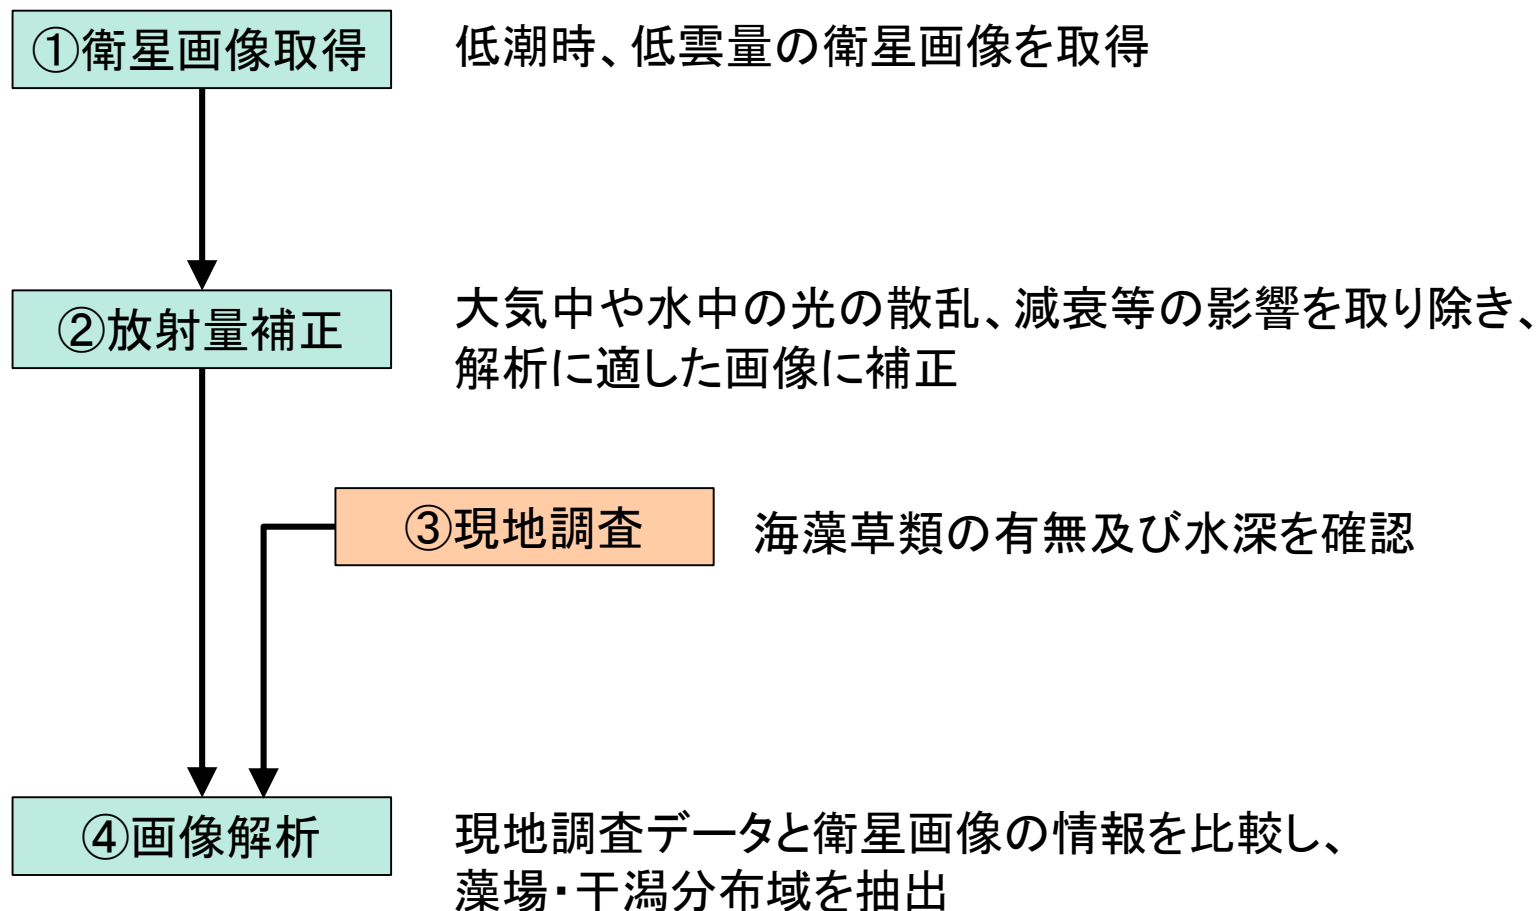 ①衛星画像取得
低潮時、低雲量の衛星画像を取得
②放射量補正
大気中や水中の光の散乱、減衰等の影響を取り除き、
解析に適した画像に補正
③現地調査
海藻草類の有無及び水深を確認
④画像解析
現地調査データと衛星画像の情報を比較し、
藻場・干潟分布域を抽出